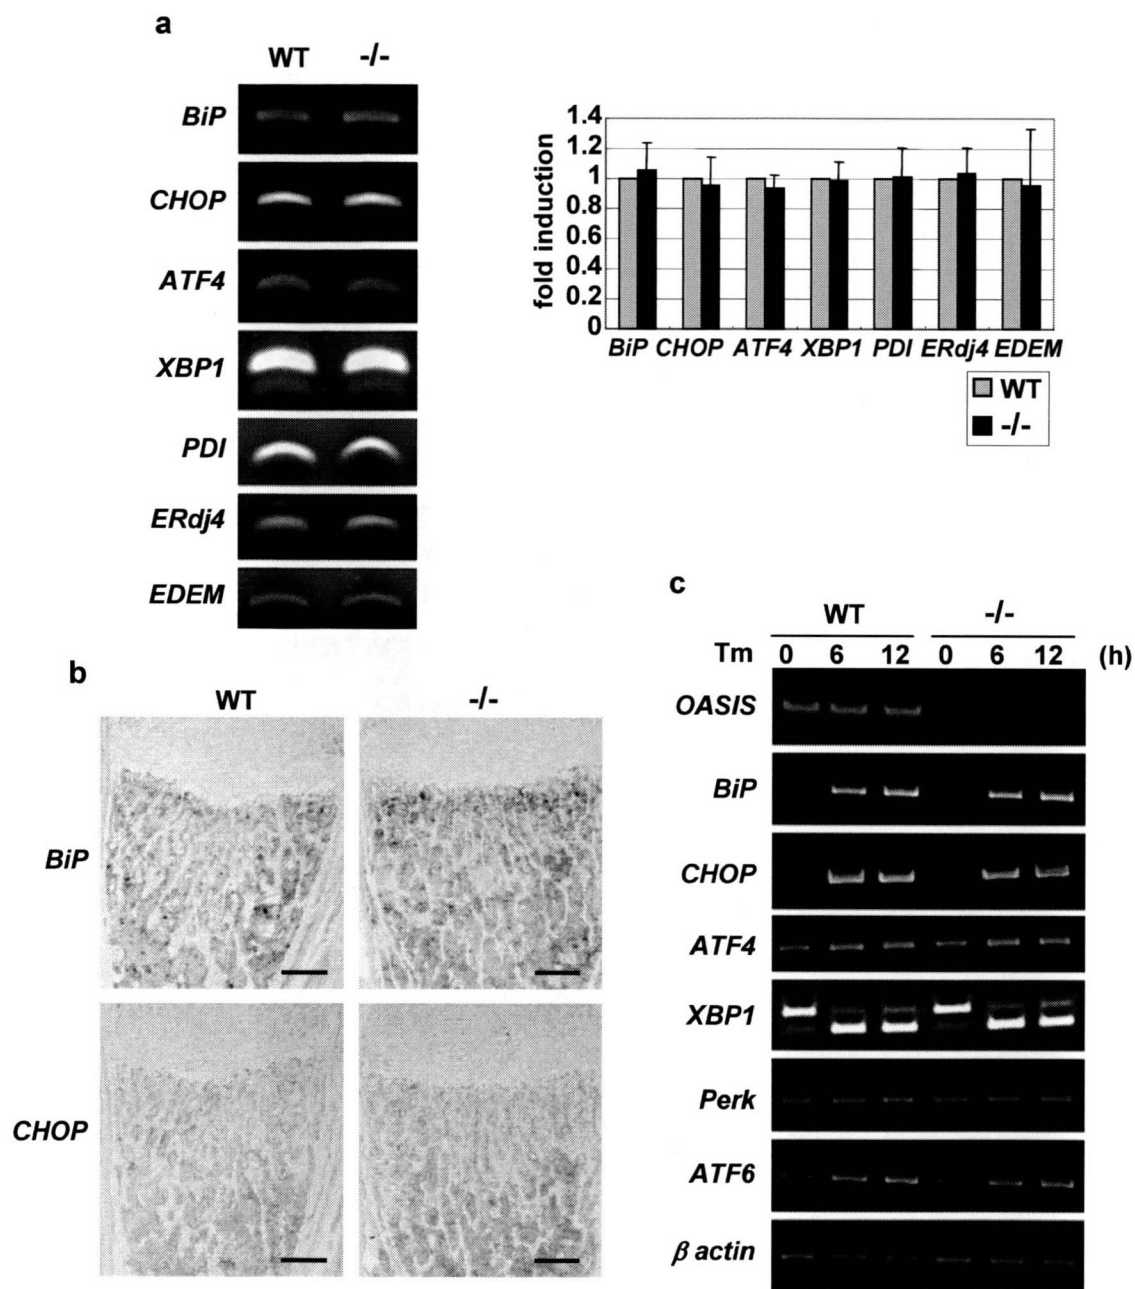 a
WT -/-
BiP
CHOP
ATF4
XBP1
PDI
ERdj4
EDEM
1.4
1.2
1
0.8
0.6
0.4
0.2
0
fold induction
BiP CHOP ATF4 XBP1 PDI ERdj4 EDEM
WT
-/-
b
WT -/-
BiP
CHOP
c
WT -/-
Tm 0 6 12 0 6 12 (h)
OASIS
BiP
CHOP
ATF4
XBP1
Perk
ATF6
β actin